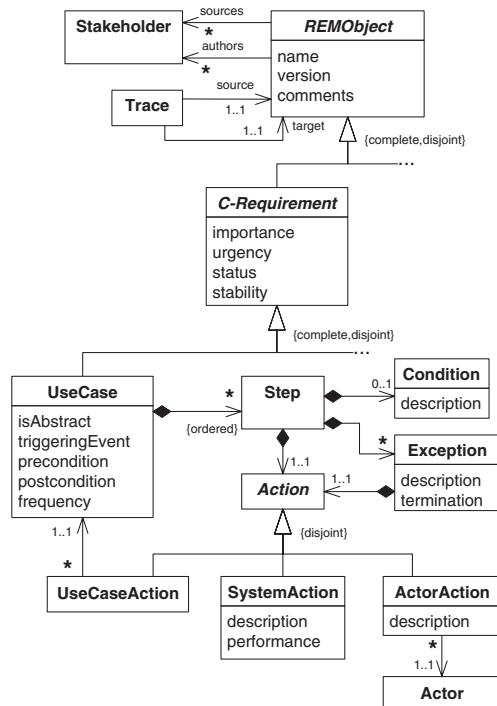 sources
Stakeholder
*
REMObject
authors
*
name
version
comments
source
Trace
1..1
1..1
target
{complete,disjoint}
...
C-Requirement
importance
urgency
status
stability
{complete,disjoint}
...
UseCase
isAbstract
triggeringEvent
precondition
postcondition
frequency
*
{ordered}
Step
0..1
Condition
description
*
Exception
description
termination
1..1
1..1
Action
{disjoint}
1..1
*
UseCaseAction
SystemAction
description
performance
ActorAction
description
*
1..1
Actor